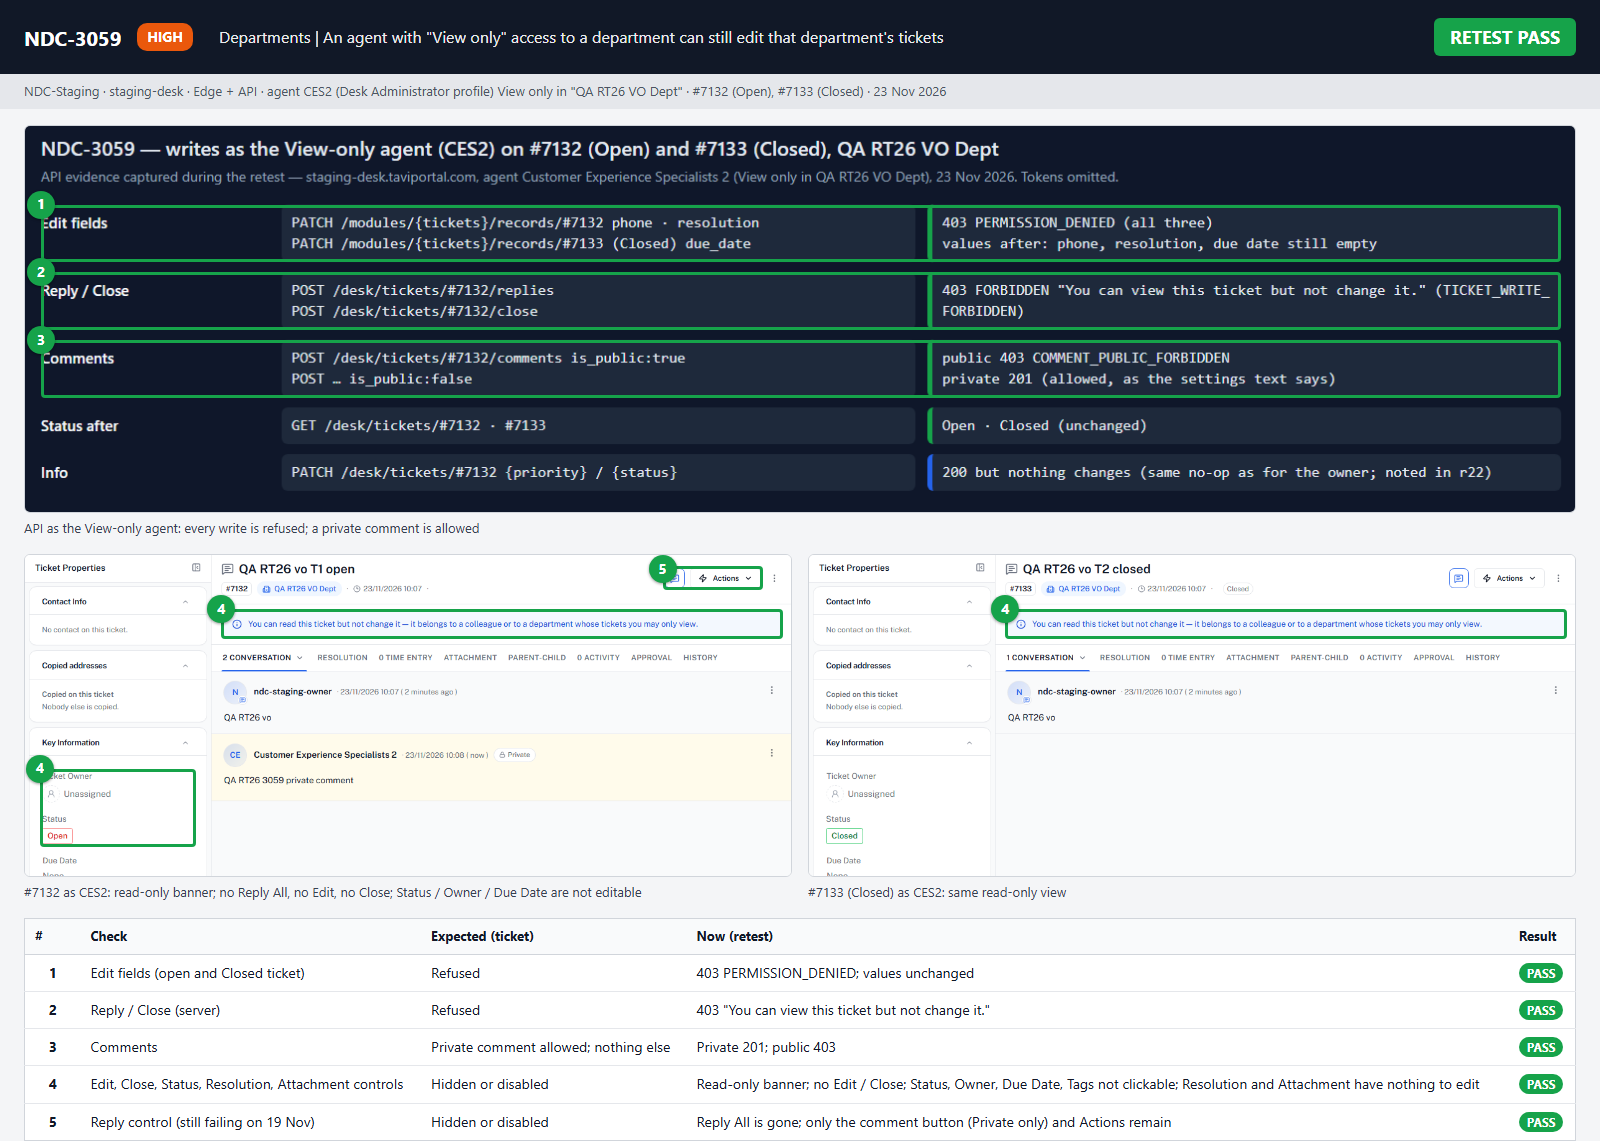 NDC-3059 HIGH Departments | An agent with "View only" access to a department can still edit that department's tickets RETEST PASS
NDC-Staging · staging-desk · Edge + API · agent CES2 (Desk Administrator profile) View only in "QA RT26 VO Dept" · #7132 (Open), #7133 (Closed) · 23 Nov 2026
NDC-3059 — writes as the View-only agent (CES2) on #7132 (Open) and #7133 (Closed), QA RT26 VO Dept
API evidence captured during the retest — staging-desk.taviportal.com, agent Customer Experience Specialists 2 (View only in QA RT26 VO Dept), 23 Nov 2026. Tokens omitted.
1
Edit fields
PATCH /modules/{tickets}/records/#7132 phone · resolution
PATCH /modules/{tickets}/records/#7133 (Closed) due_date
403 PERMISSION_DENIED (all three)
values after: phone, resolution, due date still empty
2
Reply / Close
POST /desk/tickets/#7132/replies
POST /desk/tickets/#7132/close
403 FORBIDDEN "You can view this ticket but not change it." (TICKET_WRITE_
FORBIDDEN)
3
Comments
POST /desk/tickets/#7132/comments is_public:true
POST … is_public:false
public 403 COMMENT_PUBLIC_FORBIDDEN
private 201 (allowed, as the settings text says)
Status after
GET /desk/tickets/#7132 · #7133
Open · Closed (unchanged)
Info
PATCH /desk/tickets/#7132 {priority} / {status}
200 but nothing changes (same no-op as for the owner; noted in r22)
API as the View-only agent: every write is refused; a private comment is allowed
Ticket Properties
Contact Info
No contact on this ticket.
Copied addresses
Copied on this ticket
Nobody else is copied.
Key Information
4
Ticket Owner
Unassigned
Status
Open
Due Date
None
QA RT26 vo T1 open
5
Actions
#7132 QA RT26 VO Dept · 23/11/2026 10:07 ·
4
You can read this ticket but not change it — it belongs to a colleague or to a department whose tickets you may only view.
2 CONVERSATION RESOLUTION 0 TIME ENTRY ATTACHMENT PARENT-CHILD 0 ACTIVITY APPROVAL HISTORY
N ndc-staging-owner · 23/11/2026 10:07 ( 2 minutes ago )
QA RT26 vo
CE Customer Experience Specialists 2 · 23/11/2026 10:08 ( now ) Private
QA RT26 3059 private comment
#7132 as CES2: read-only banner; no Reply All, no Edit, no Close; Status / Owner / Due Date are not editable
Ticket Properties
Contact Info
No contact on this ticket.
Copied addresses
Copied on this ticket
Nobody else is copied.
Key Information
Ticket Owner
Unassigned
Status
Closed
Due Date
None
QA RT26 vo T2 closed
Actions
#7133 QA RT26 VO Dept · 23/11/2026 10:07 · Closed
4
You can read this ticket but not change it — it belongs to a colleague or to a department whose tickets you may only view.
1 CONVERSATION RESOLUTION 0 TIME ENTRY ATTACHMENT PARENT-CHILD 0 ACTIVITY APPROVAL HISTORY
N ndc-staging-owner · 23/11/2026 10:07 ( 2 minutes ago )
QA RT26 vo
#7133 (Closed) as CES2: same read-only view
# Check Expected (ticket) Now (retest) Result
1 Edit fields (open and Closed ticket) Refused 403 PERMISSION_DENIED; values unchanged PASS
2 Reply / Close (server) Refused 403 "You can view this ticket but not change it." PASS
3 Comments Private comment allowed; nothing else Private 201; public 403 PASS
4 Edit, Close, Status, Resolution, Attachment controls Hidden or disabled Read-only banner; no Edit / Close; Status, Owner, Due Date, Tags not clickable; Resolution and Attachment have nothing to edit PASS
5 Reply control (still failing on 19 Nov) Hidden or disabled Reply All is gone; only the comment button (Private only) and Actions remain PASS